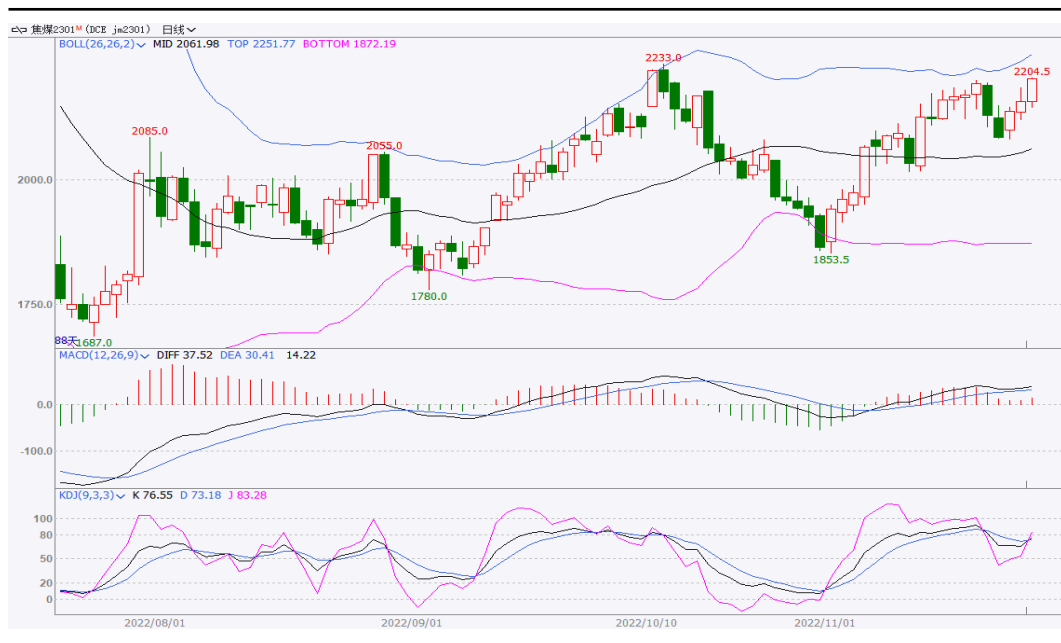 焦煤2301M (DCE jm2301) 日线
BOLL(26,26,2) MID 2061.98 TOP 2251.77 BOTTOM 1872.19
2233.0
2204.5
2085.0
2055.0
2000.0
1853.5
1780.0
1750.0
88天
1687.0
MACD(12,26,9) DIFF 37.52 DEA 30.41 14.22
0.0
-100.0
KDJ(9,3,3) K 76.55 D 73.18 J 83.28
100
80
50
20
0
2022/08/01 2022/09/01 2022/10/10 2022/11/01